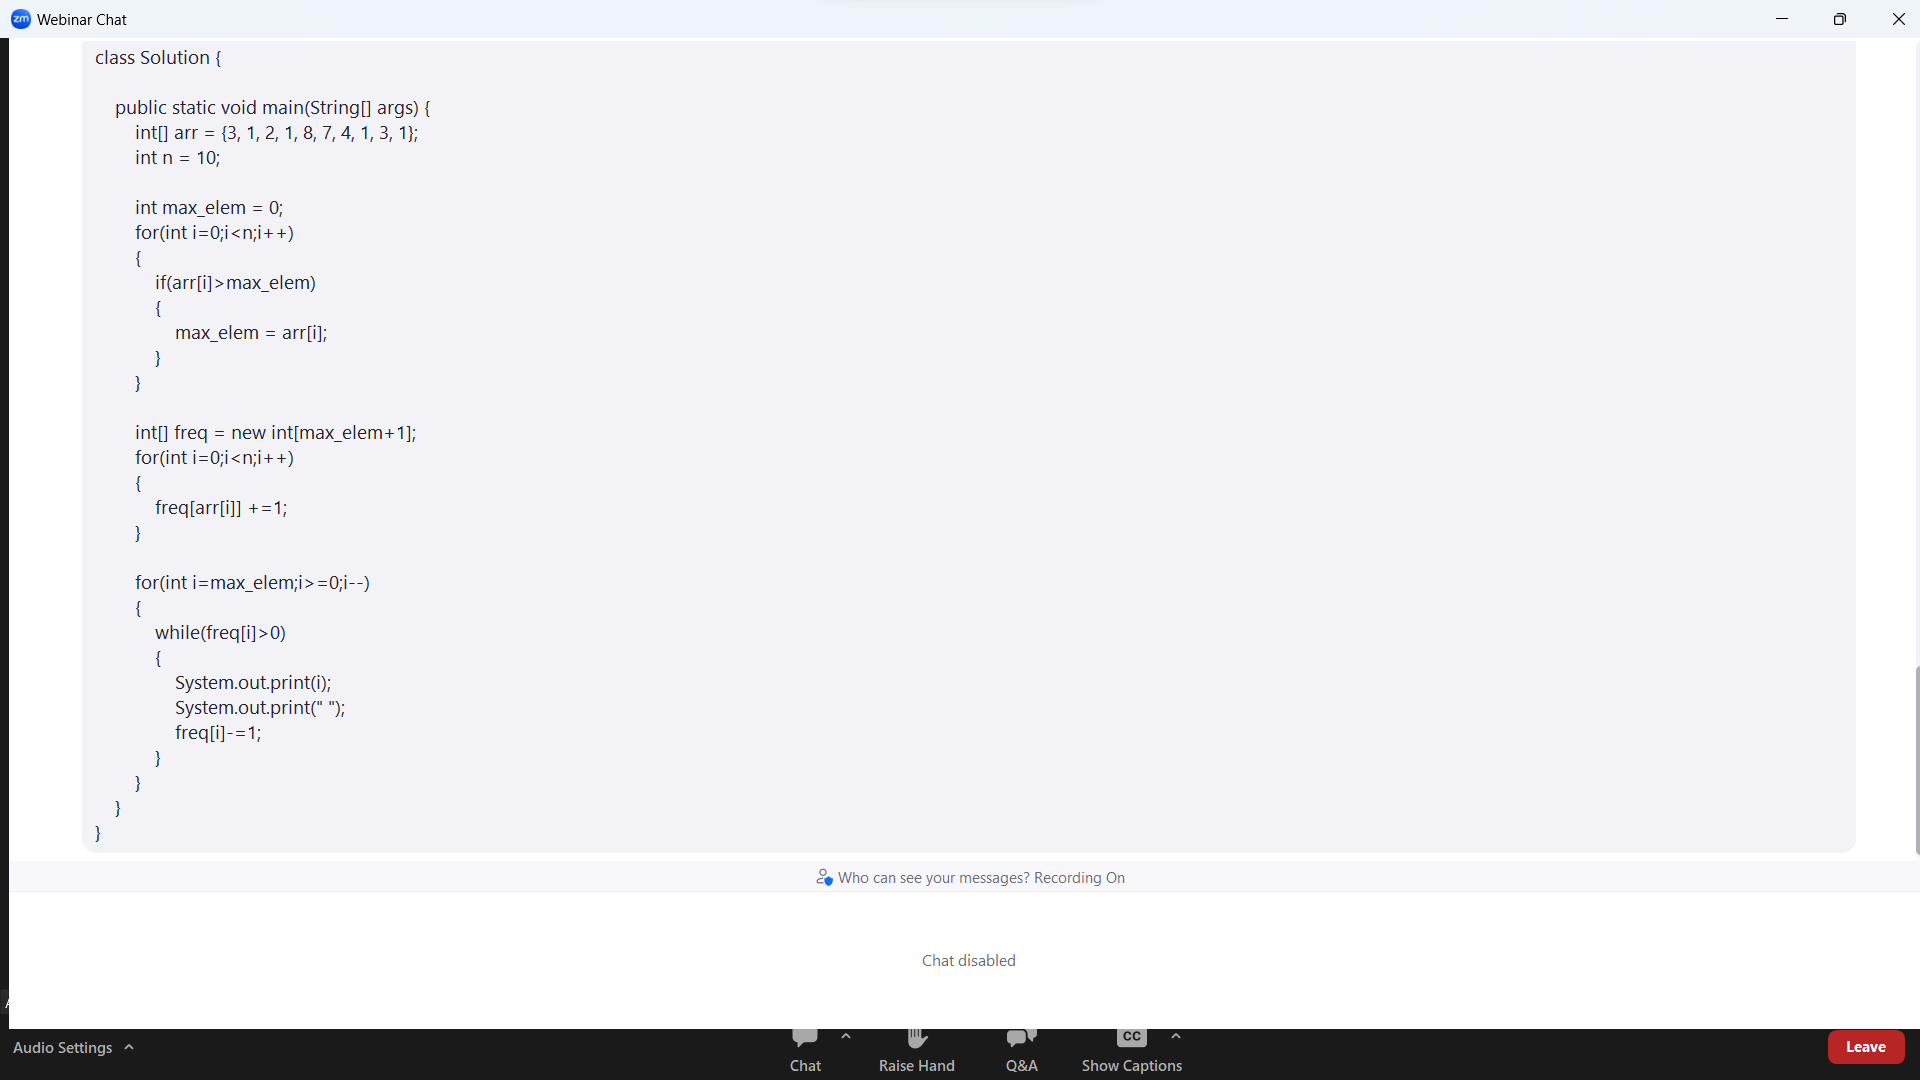 zm Webinar Chat
class Solution {
public static void main(String[] args) {
int[] arr = {3, 1, 2, 1, 8, 7, 4, 1, 3, 1};
int n = 10;
int max_elem = 0;
for(int i=0;i<n;i++)
{
if(arr[i]>max_elem)
{
max_elem = arr[i];
}
}
int[] freq = new int[max_elem+1];
for(int i=0;i<n;i++)
{
freq[arr[i]] +=1;
}
for(int i=max_elem;i>=0;i--)
{
while(freq[i]>0)
{
System.out.print(i);
System.out.print(" ");
freq[i]-=1;
}
}
}
}
Who can see your messages? Recording On
Chat disabled
Audio Settings
Chat
Raise Hand
Q&A
CC
Show Captions
Leave